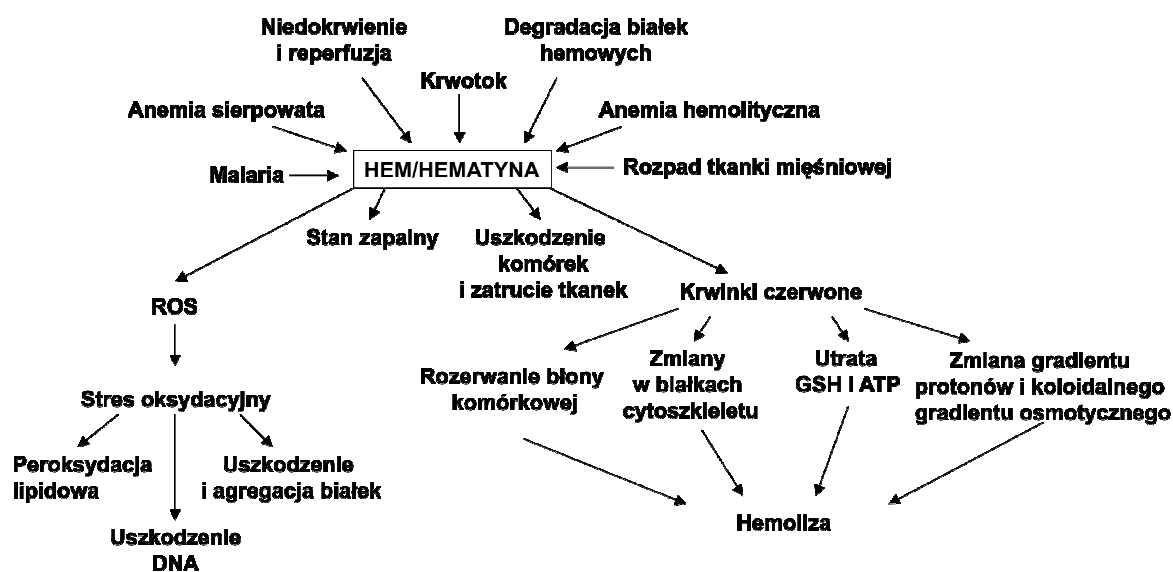 Niedokrwienie
i reperfuzja
Degradacja białek
hemowych
Krwotok
Anemia sierpowata
Anemia hemolityczna
HEM/HEMATYNA
Malaria
Rozpad tkanki mięśniowej
Stan zapalny
Uszkodzenie
komórek
i zatrucie tkanek
ROS
Krwinki czerwone
Stres oksydacyjny
Rozerwanie błony
komórkowej
Zmiany
w białkach
cytoszkieletu
Utrata
GSH I ATP
Zmiana gradientu
protonów i koloidalnego
gradientu osmotycznego
Peroksydacja
lipidowa
Uszkodzenie
i agregacja białek
Uszkodzenie
DNA
Hemoliza